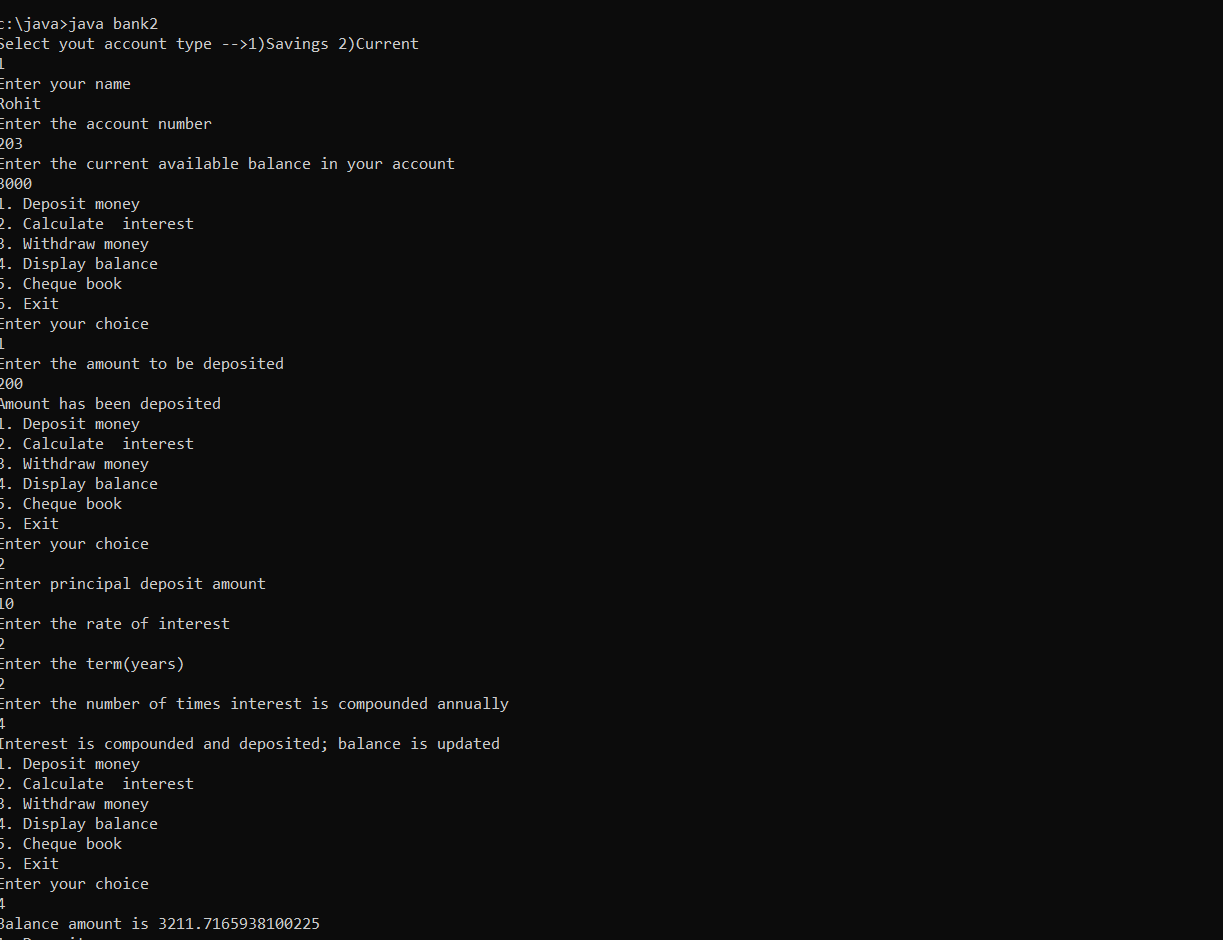 c:\java>java bank2
Select yout account type -->1)Savings 2)Current
1
Enter your name
Rohit
Enter the account number
203
Enter the current available balance in your account
3000
1. Deposit money
2. Calculate  interest
3. Withdraw money
4. Display balance
5. Cheque book
6. Exit
Enter your choice
1
Enter the amount to be deposited
200
Amount has been deposited
1. Deposit money
2. Calculate  interest
3. Withdraw money
4. Display balance
5. Cheque book
6. Exit
Enter your choice
2
Enter principal deposit amount
10
Enter the rate of interest
2
Enter the term(years)
2
Enter the number of times interest is compounded annually
4
Interest is compounded and deposited; balance is updated
1. Deposit money
2. Calculate  interest
3. Withdraw money
4. Display balance
5. Cheque book
6. Exit
Enter your choice
4
Balance amount is 3211.7165938100225